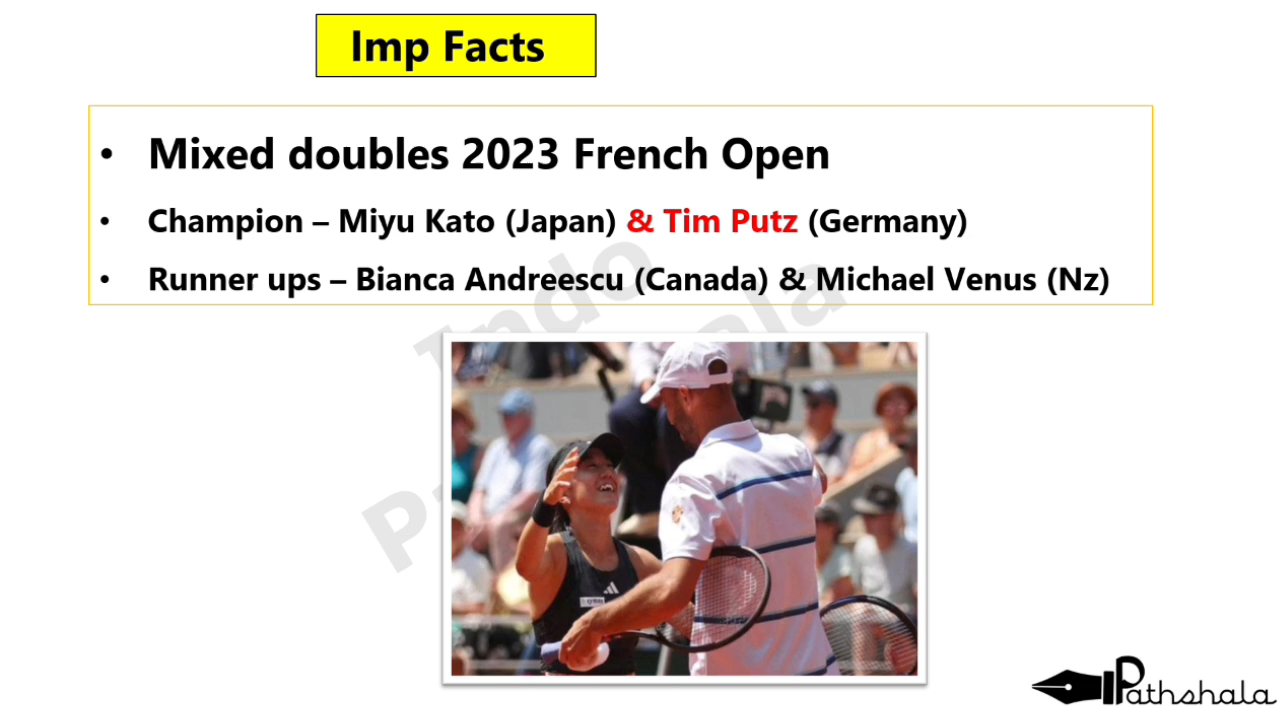 Imp Facts
• Mixed doubles 2023 French Open
• Champion – Miyu Kato (Japan) & Tim Putz (Germany)
• Runner ups – Bianca Andreescu (Canada) & Michael Venus (Nz)
Indo
Pathshala